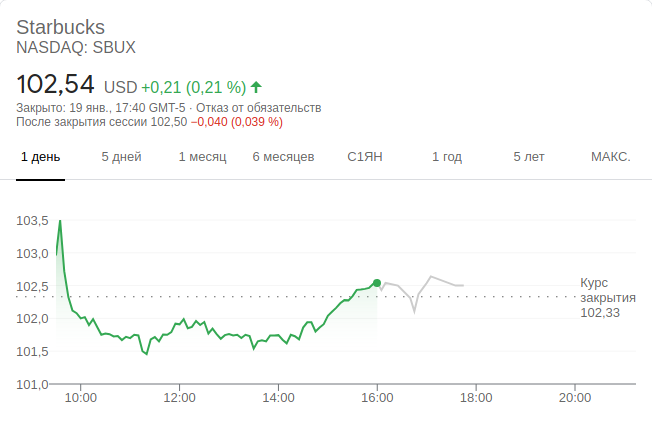 Starbucks
NASDAQ: SBUX
102,54 USD +0,21 (0,21 %)
Закрыто: 19 янв., 17:40 GMT-5 · Отказ от обязательств
После закрытия сессии 102,50 −0,040 (0,039 %)
1 день 5 дней 1 месяц 6 месяцев С1ЯН 1 год 5 лет МАКС.
103,5
103,0
102,5
102,0
101,5
101,0
Курс
закрытия
102,33
10:00 12:00 14:00 16:00 18:00 20:00